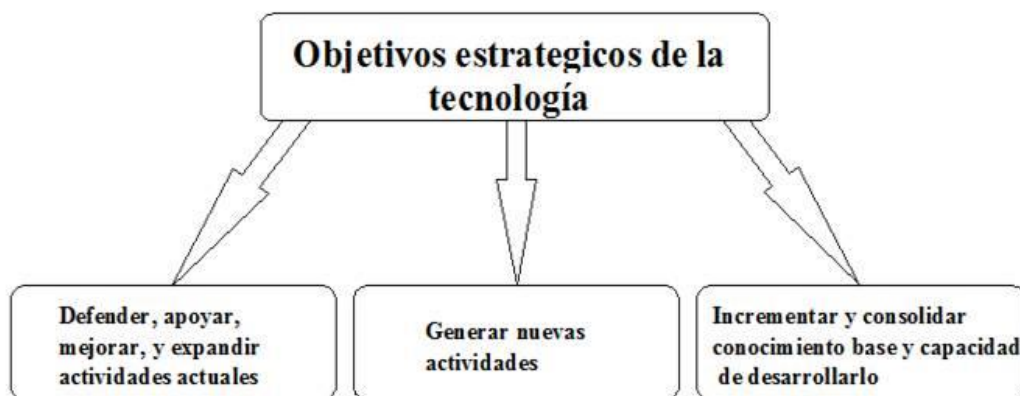 Objetivos estrategicos de la
tecnología
Defender, apoyar,
mejorar, y expandir
actividades actuales
Generar nuevas
actividades
Incrementar y consolidar
conocimiento base y capacidad
de desarrollarlo